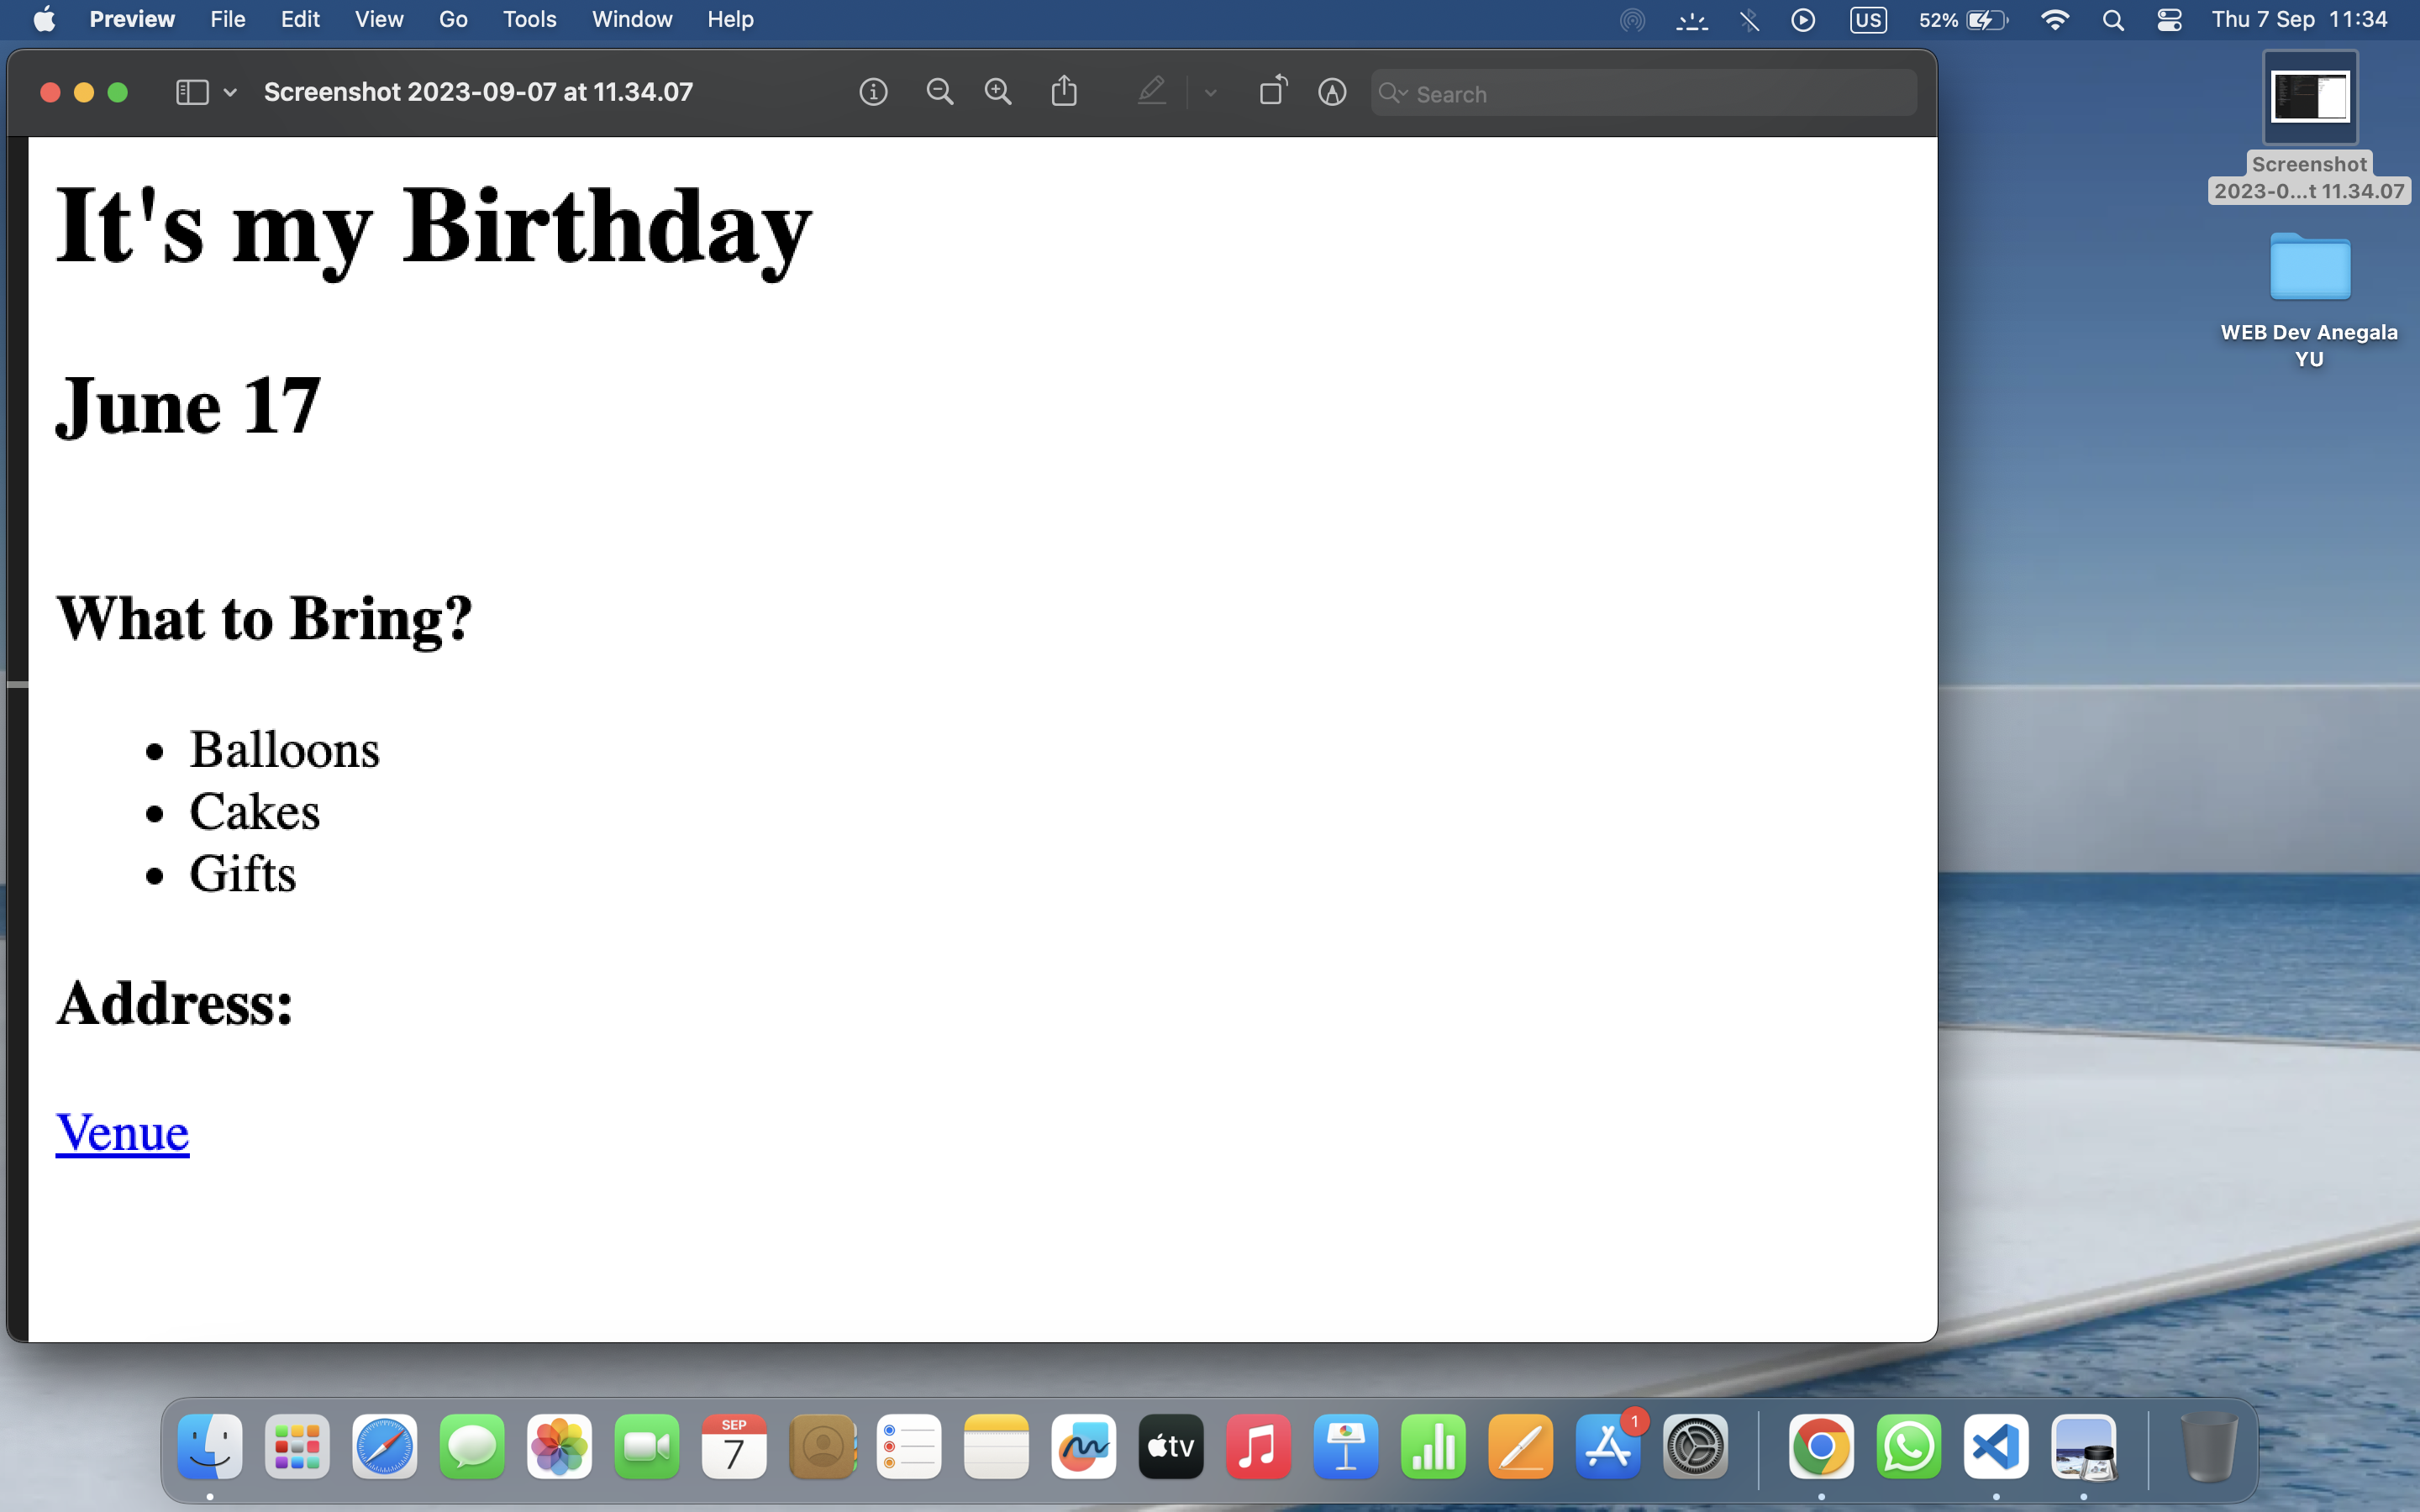 Preview File Edit View Go Tools Window Help US 52% Thu 7 Sep 11:34
Screenshot 2023-09-07 at 11.34.07
Search
Screenshot
2023-0...t 11.34.07
WEB Dev Anegala
YU
It's my Birthday
June 17
What to Bring?
• Balloons
• Cakes
• Gifts
Address:
Venue
SEP
7
tv
1